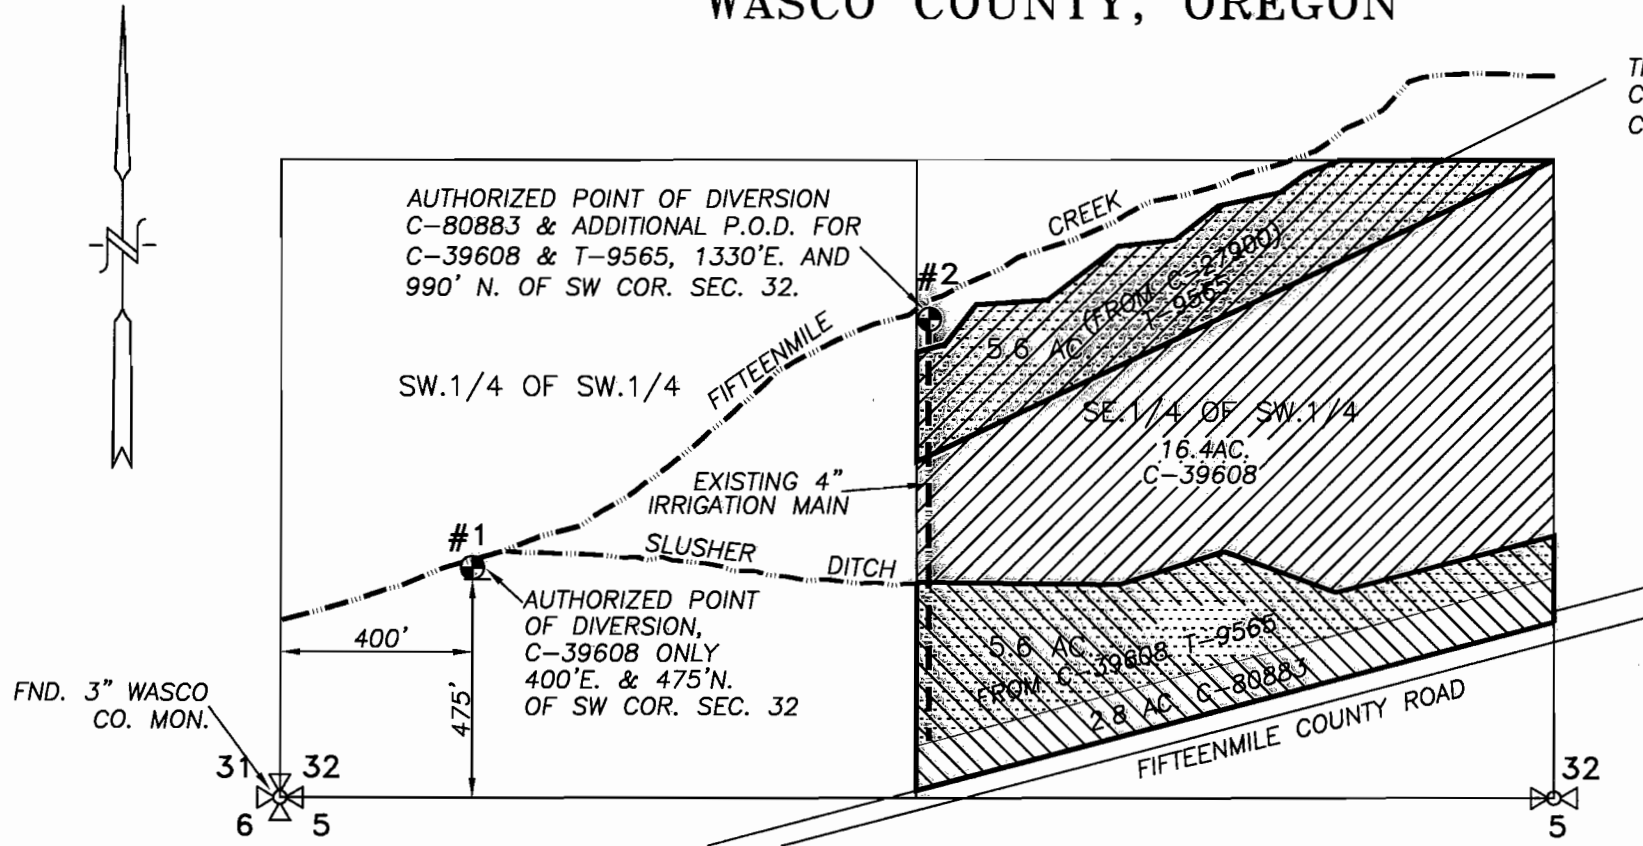 WASCO COUNTY, OREGON
C
C
AUTHORIZED POINT OF DIVERSION
C-80883 & ADDITIONAL P.O.D. FOR
C-39608 & T-9565, 1330'E. AND
990' N. OF SW COR. SEC. 32.
CREEK
#2
(FROM C-27900)
T-9565
5.6 AC
FIFTEENMILE
SW.1/4 OF SW.1/4
SE.1/4 OF SW.1/4
16.4AC.
C-39608
EXISTING 4"
IRRIGATION MAIN
#1
SLUSHER
DITCH
AUTHORIZED POINT
OF DIVERSION,
C-39608 ONLY
400'E. & 475'N.
OF SW COR. SEC. 32
400'
475'
5.6 AC
FROM C-39608 T-9565
2.8 AC C-80883
FIFTEENMILE COUNTY ROAD
FND. 3" WASCO
CO. MON.
31 32
6 5
32
5
N